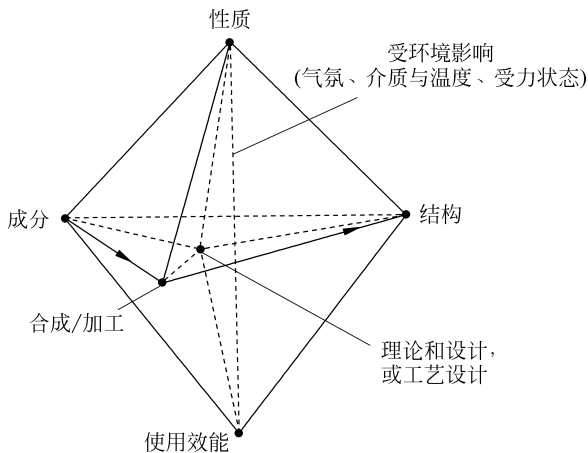 性质
受环境影响
(气氛、介质与温度、受力状态)
成分
结构
合成/加工
理论和设计，
或工艺设计
使用效能